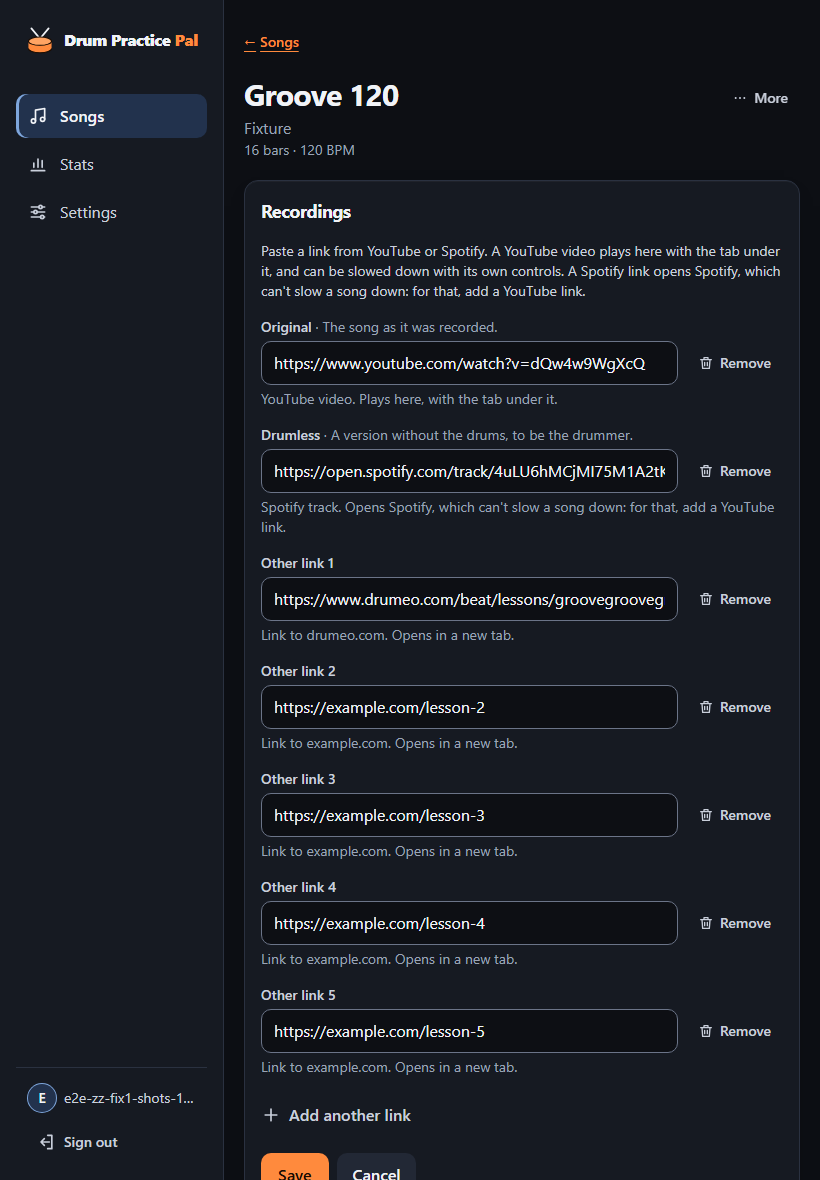 Drum Practice Pal
Songs
Stats
Settings
e2e-zz-fix1-shots-1...
Sign out
← Songs
Groove 120
··· More
Fixture
16 bars · 120 BPM
Recordings
Paste a link from YouTube or Spotify. A YouTube video plays here with the tab under
it, and can be slowed down with its own controls. A Spotify link opens Spotify, which
can't slow a song down: for that, add a YouTube link.
Original · The song as it was recorded.
https://www.youtube.com/watch?v=dQw4w9WgXcQ
Remove
YouTube video. Plays here, with the tab under it.
Drumless · A version without the drums, to be the drummer.
https://open.spotify.com/track/4uLU6hMCjMI75M1A2tK
Remove
Spotify track. Opens Spotify, which can't slow a song down: for that, add a YouTube
link.
Other link 1
https://www.drumeo.com/beat/lessons/groovegrooveg
Remove
Link to drumeo.com. Opens in a new tab.
Other link 2
https://example.com/lesson-2
Remove
Link to example.com. Opens in a new tab.
Other link 3
https://example.com/lesson-3
Remove
Link to example.com. Opens in a new tab.
Other link 4
https://example.com/lesson-4
Remove
Link to example.com. Opens in a new tab.
Other link 5
https://example.com/lesson-5
Remove
Link to example.com. Opens in a new tab.
+ Add another link
Save
Cancel
E